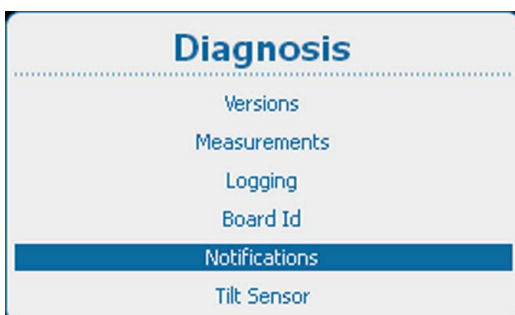 Diagnosis
Versions
Measurements
Logging
Board Id
Notifications
Tilt Sensor